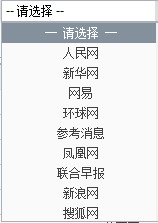 -- 请选择 --
— 请选择 —
人民网
新华网
网易
环球网
参考消息
凤凰网
联合早报
新浪网
搜狐网